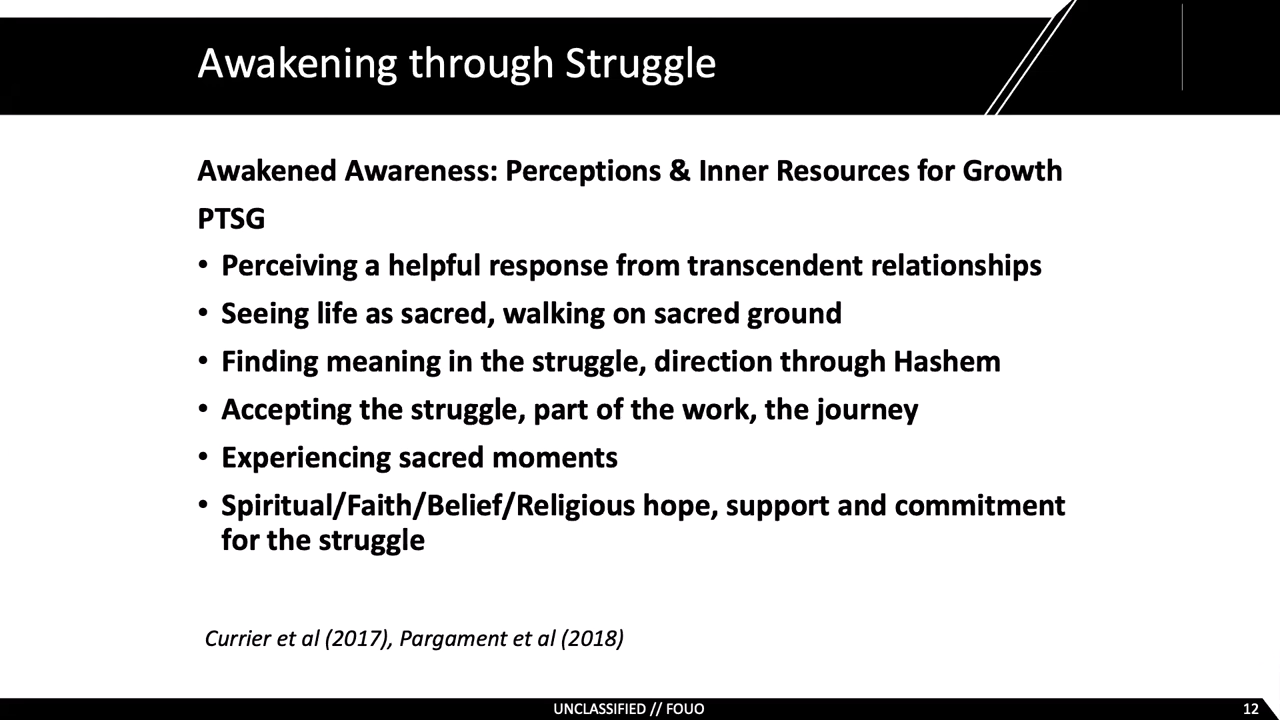 Awakening through Struggle
Awakened Awareness: Perceptions & Inner Resources for Growth
PTSG
• Perceiving a helpful response from transcendent relationships
• Seeing life as sacred, walking on sacred ground
• Finding meaning in the struggle, direction through Hashem
• Accepting the struggle, part of the work, the journey
• Experiencing sacred moments
• Spiritual/Faith/Belief/Religious hope, support and commitment
for the struggle
Currier et al (2017), Pargament et al (2018)
UNCLASSIFIED // FOUO
12